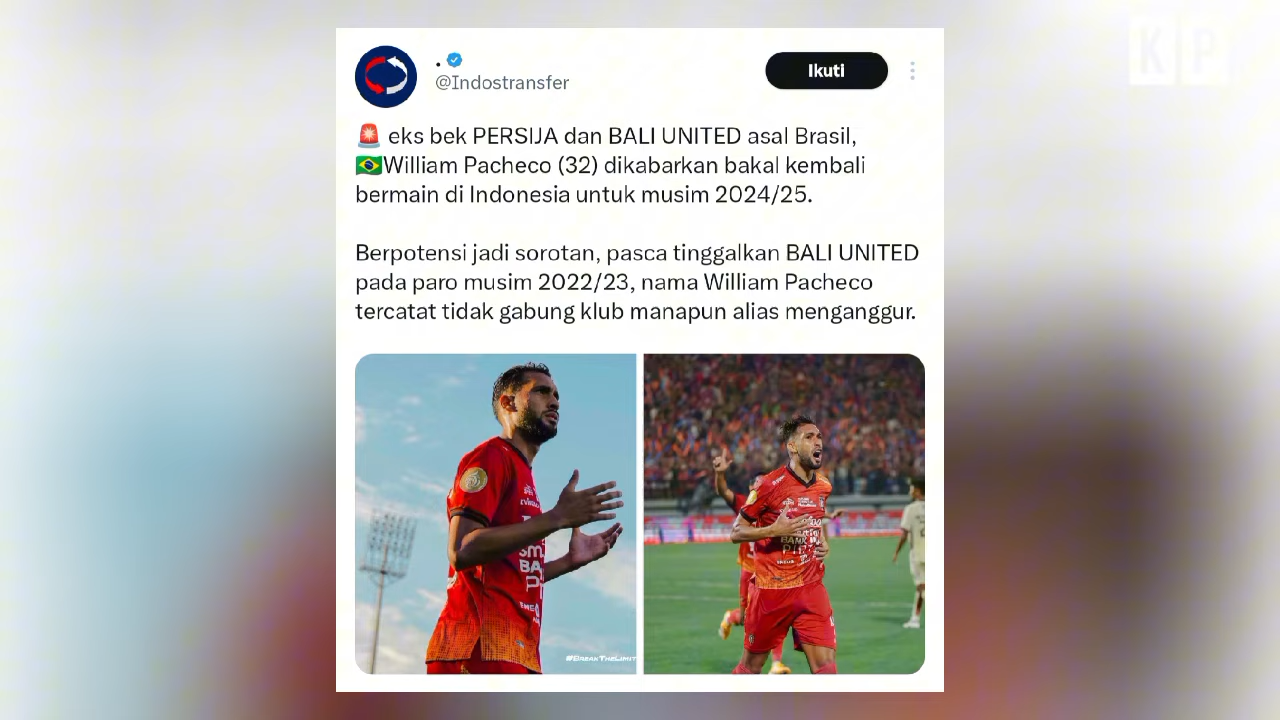 K P
.
@Indostransfer
Ikuti
🚨 eks bek PERSIJA dan BALI UNITED asal Brasil,
🇧🇷William Pacheco (32) dikabarkan bakal kembali
bermain di Indonesia untuk musim 2024/25.
Berpotensi jadi sorotan, pasca tinggalkan BALI UNITED
pada paro musim 2022/23, nama William Pacheco
tercatat tidak gabung klub manapun alias menganggur.
#BreakTheLimit